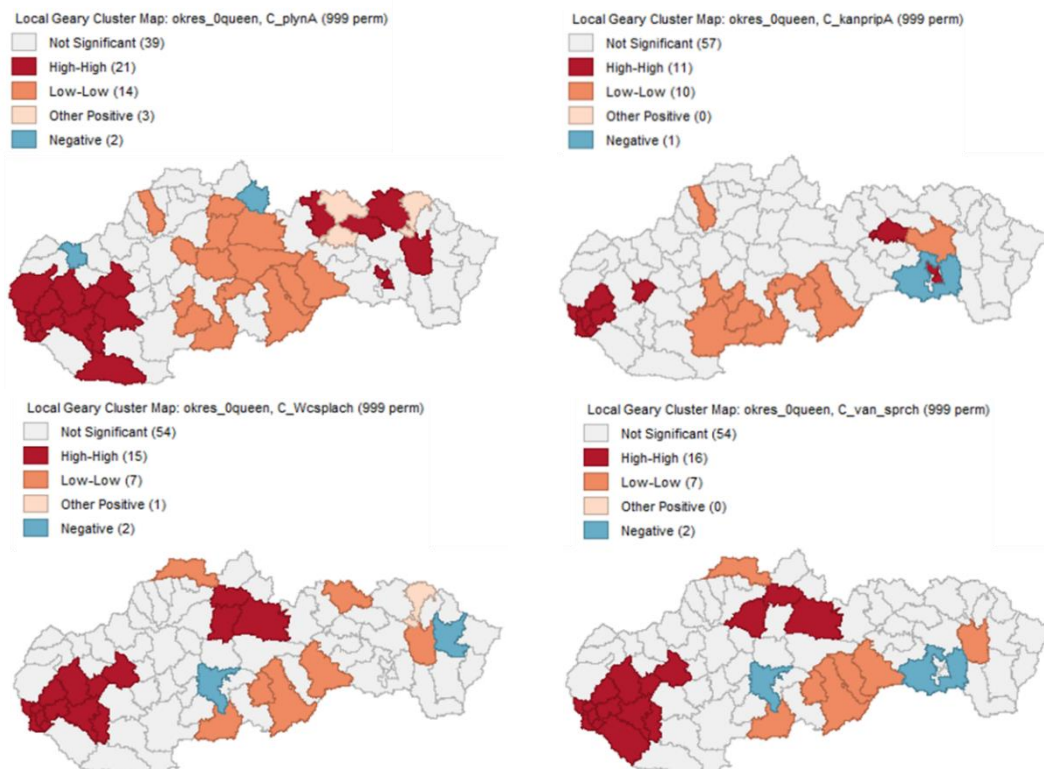 Local Geary Cluster Map: okres_0queen, C_plynA (999 perm)
Not Significant (39)
High-High (21)
Low-Low (14)
Other Positive (3)
Negative (2)
Local Geary Cluster Map: okres_0queen, C_kanpripA (999 perm)
Not Significant (57)
High-High (11)
Low-Low (10)
Other Positive (0)
Negative (1)
Local Geary Cluster Map: okres_0queen, C_Wcsplach (999 perm)
Not Significant (54)
High-High (15)
Low-Low (7)
Other Positive (1)
Negative (2)
Local Geary Cluster Map: okres_0queen, C_van_sprch (999 perm)
Not Significant (54)
High-High (16)
Low-Low (7)
Other Positive (0)
Negative (2)